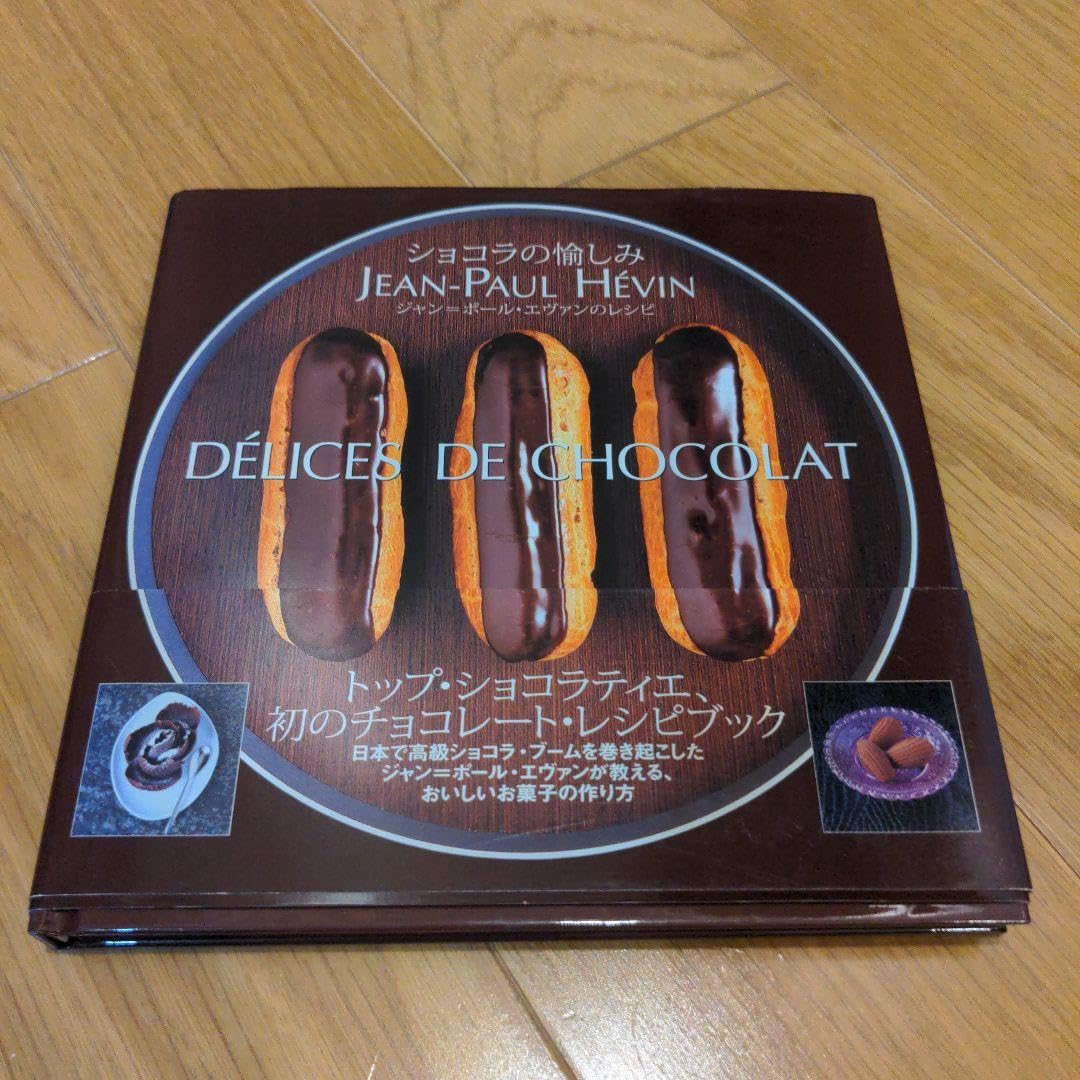 ショコラの愉しみ
JEAN-PAUL HÉVIN
ジャン＝ポール・エヴァンのレシピ
DÉLICES DE CHOCOLAT
トップ・ショコラティエ、
初のチョコレート・レシピブック
日本で高級ショコラ・ブームを巻き起こした
ジャン＝ポール・エヴァンが教える、
おいしいお菓子の作り方